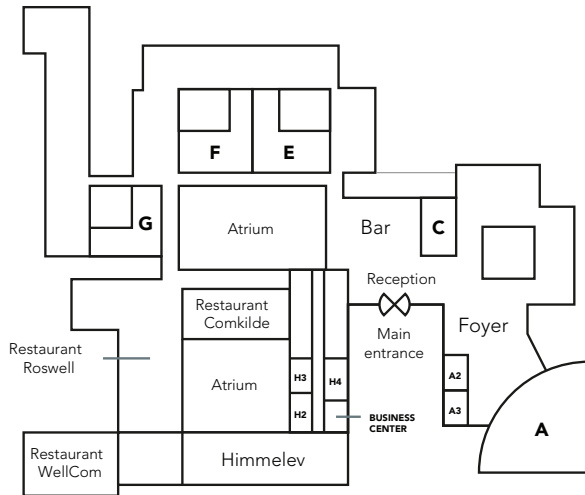 F
E
G
Atrium
Bar
C
Reception
Restaurant
Comkilde
Main
entrance
Foyer
Restaurant
Roswell
H3
H4
A2
Atrium
H2
A3
BUSINESS
CENTER
A
Restaurant
WellCom
Himmelev